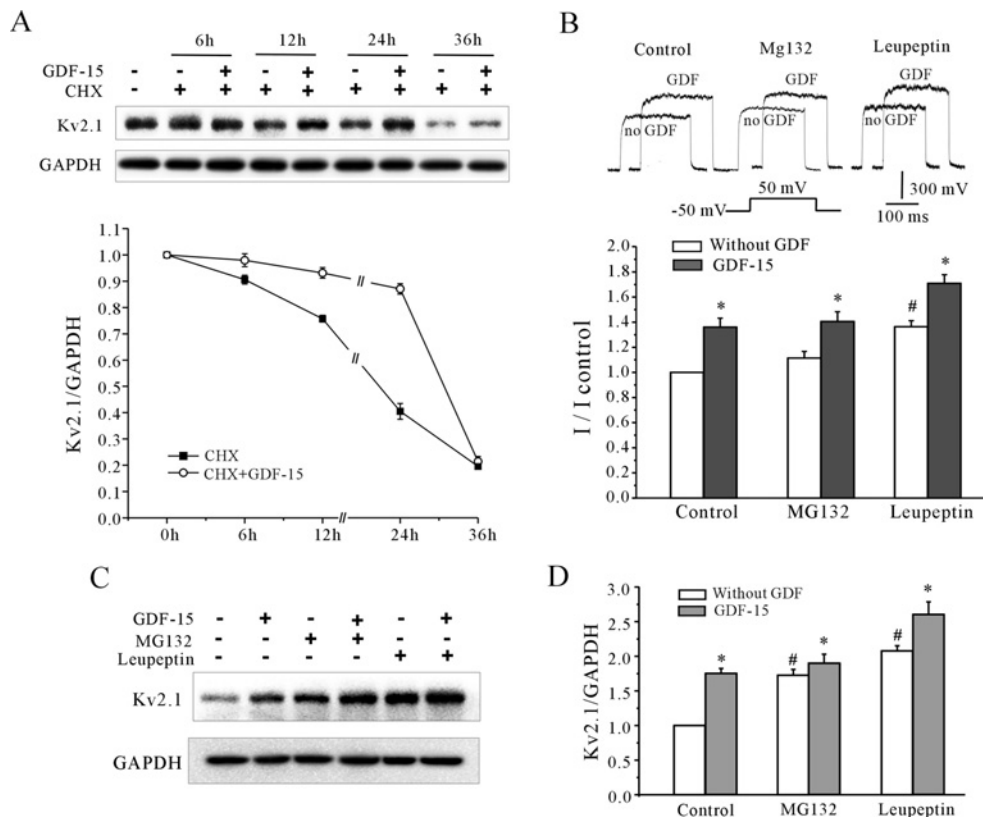 A
6h 12h 24h 36h
GDF-15 - - + - + - + - +
CHX - + + + + + + + +
Kv2.1
GAPDH
Kv2.1/GAPDH
1.1
1.0
0.9
0.8
0.7
0.6
0.5
0.4
0.3
0.2
0.1
0.0
CHX
CHX+GDF-15
0h 6h 12h 24h 36h
B
Control Mg132 Leupeptin
GDF GDF GDF
no GDF no GDF no GDF
50 mV
-50 mV
300 mV
100 ms
I / I control
2.0
1.8
1.6
1.4
1.2
1.0
0.8
0.6
0.4
0.2
0.0
Without GDF
GDF-15
* * # *
Control MG132 Leupeptin
C
GDF-15 - + - + - +
MG132 - - + + - -
Leupeptin - - - - + +
Kv2.1
GAPDH
D
Kv2.1/GAPDH
3.0
2.5
2.0
1.5
1.0
0.5
0.0
Without GDF
GDF-15
* # * # *
Control MG132 Leupeptin